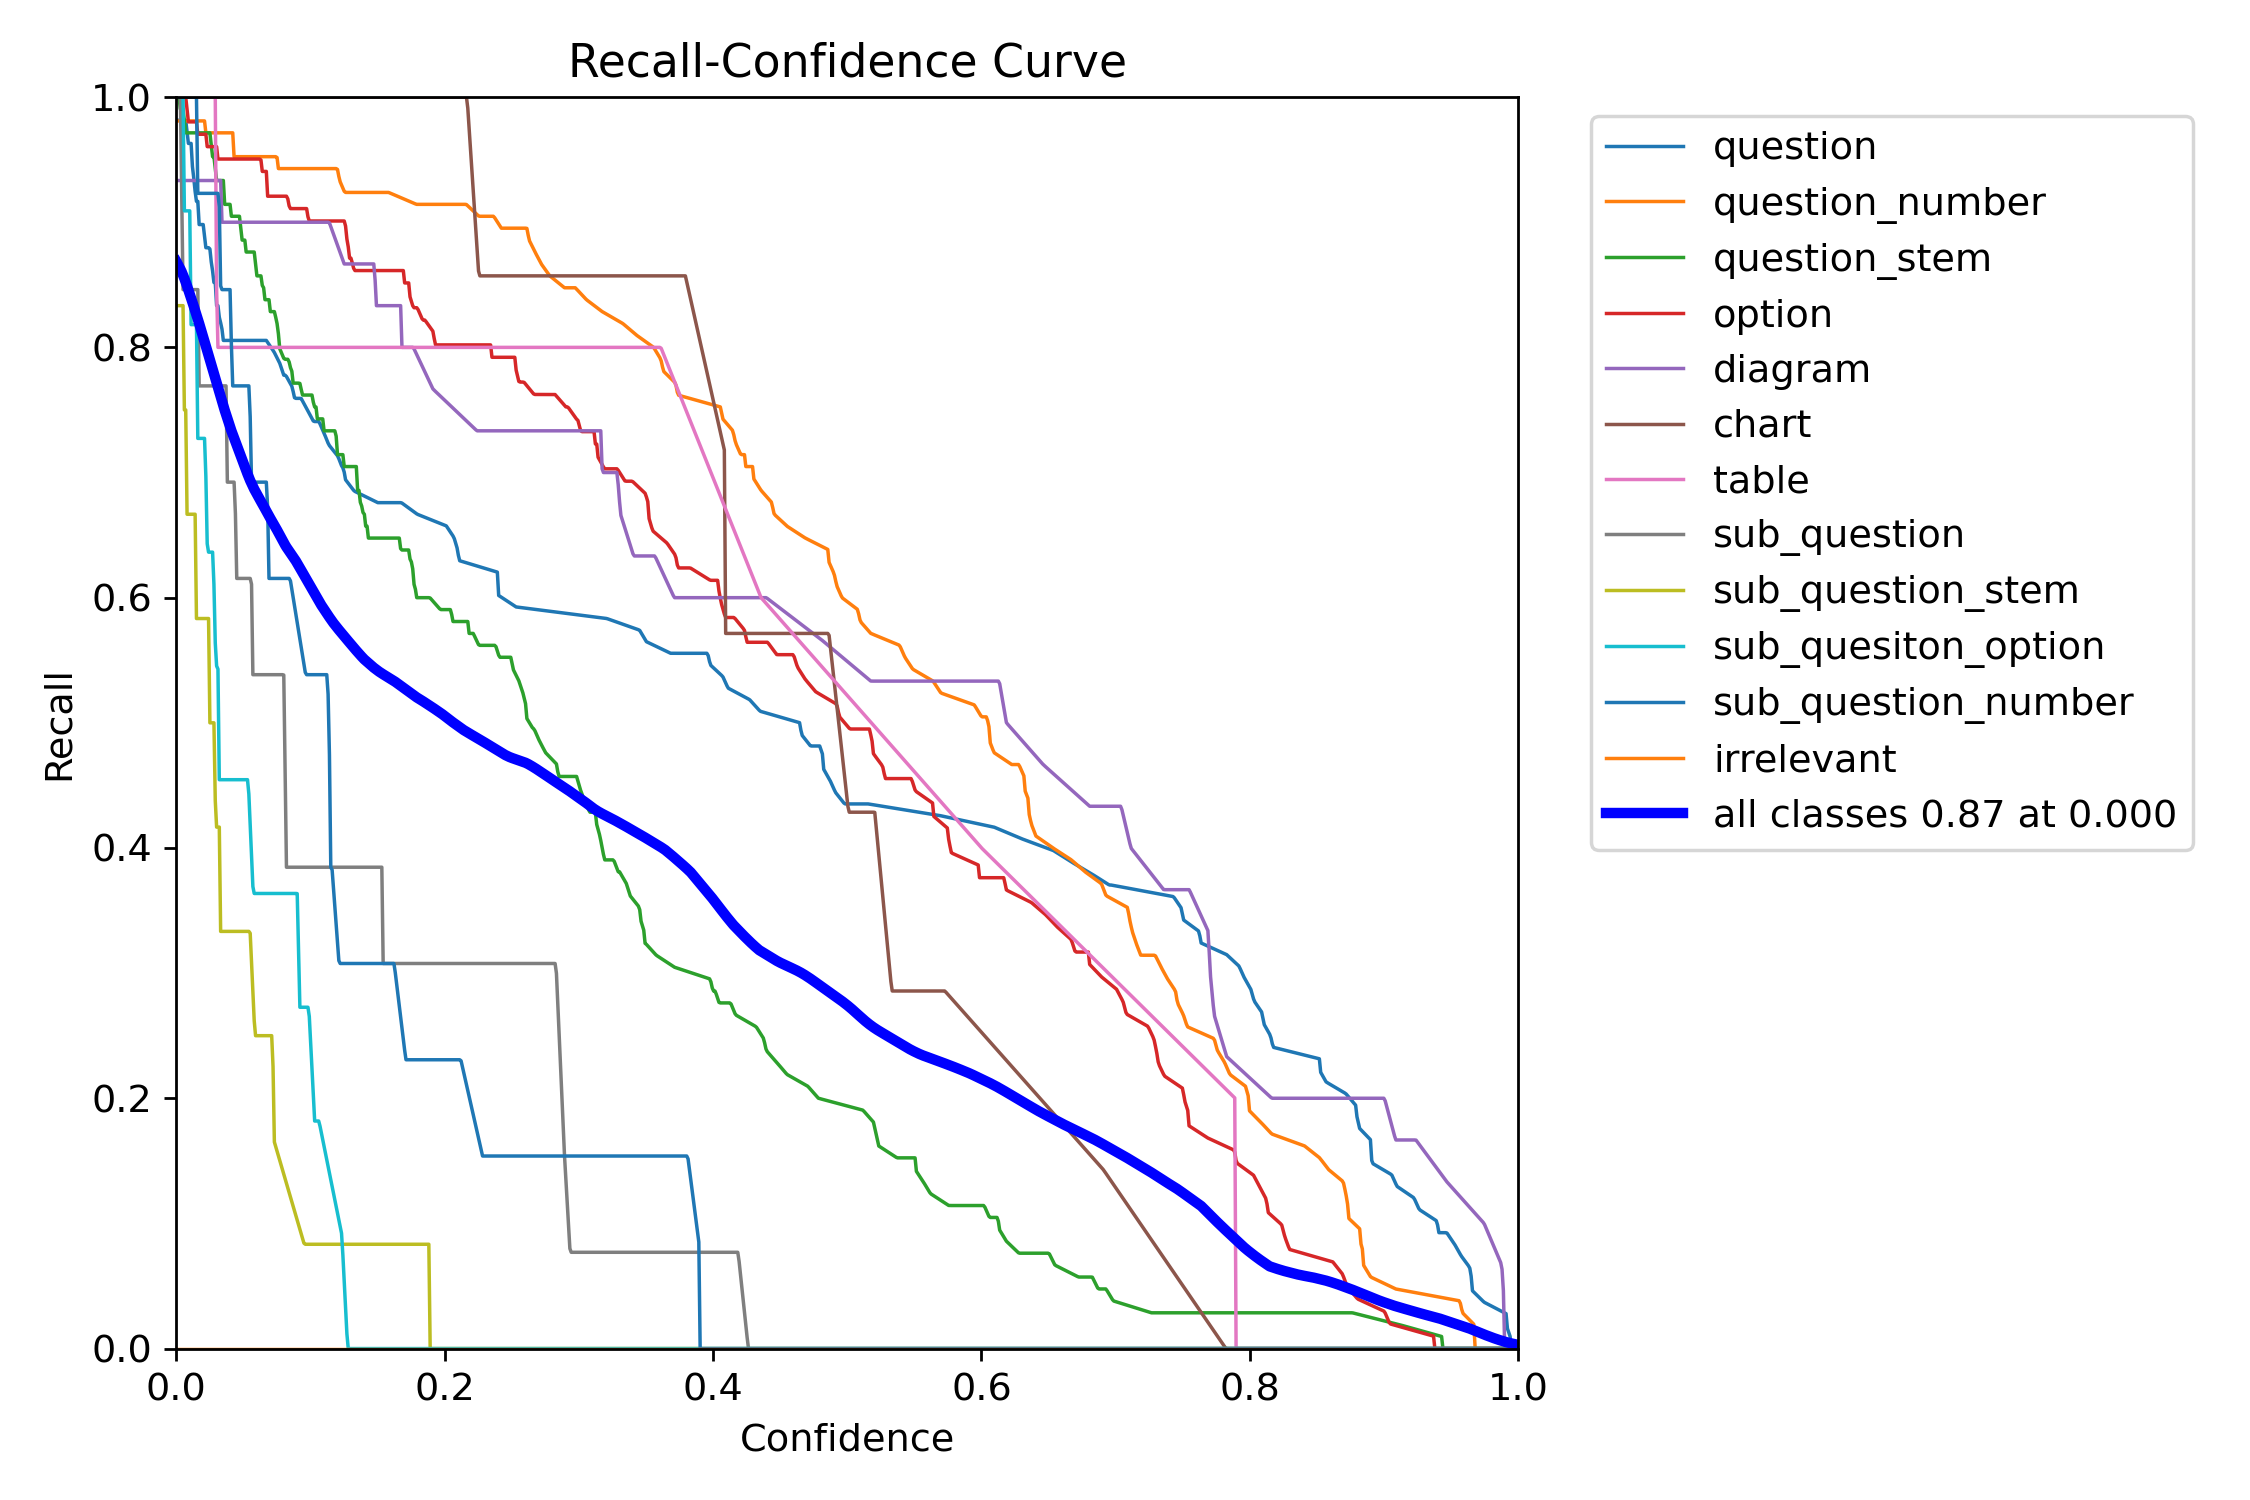 Recall-Confidence Curve
1.0
0.8
0.6
0.4
0.2
0.0
Recall
0.0 0.2 0.4 0.6 0.8 1.0
Confidence
question
question_number
question_stem
option
diagram
chart
table
sub_question
sub_question_stem
sub_quesiton_option
sub_question_number
irrelevant
all classes 0.87 at 0.000